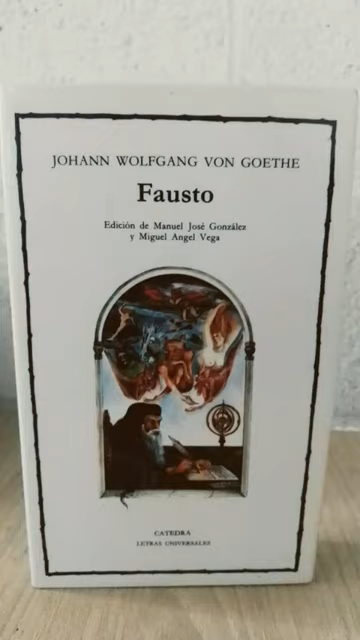 JOHANN WOLFGANG VON GOETHE
Fausto
Edición de Manuel José González
y Miguel Angel Vega
CATEDRA
LETRAS UNIVERSALES